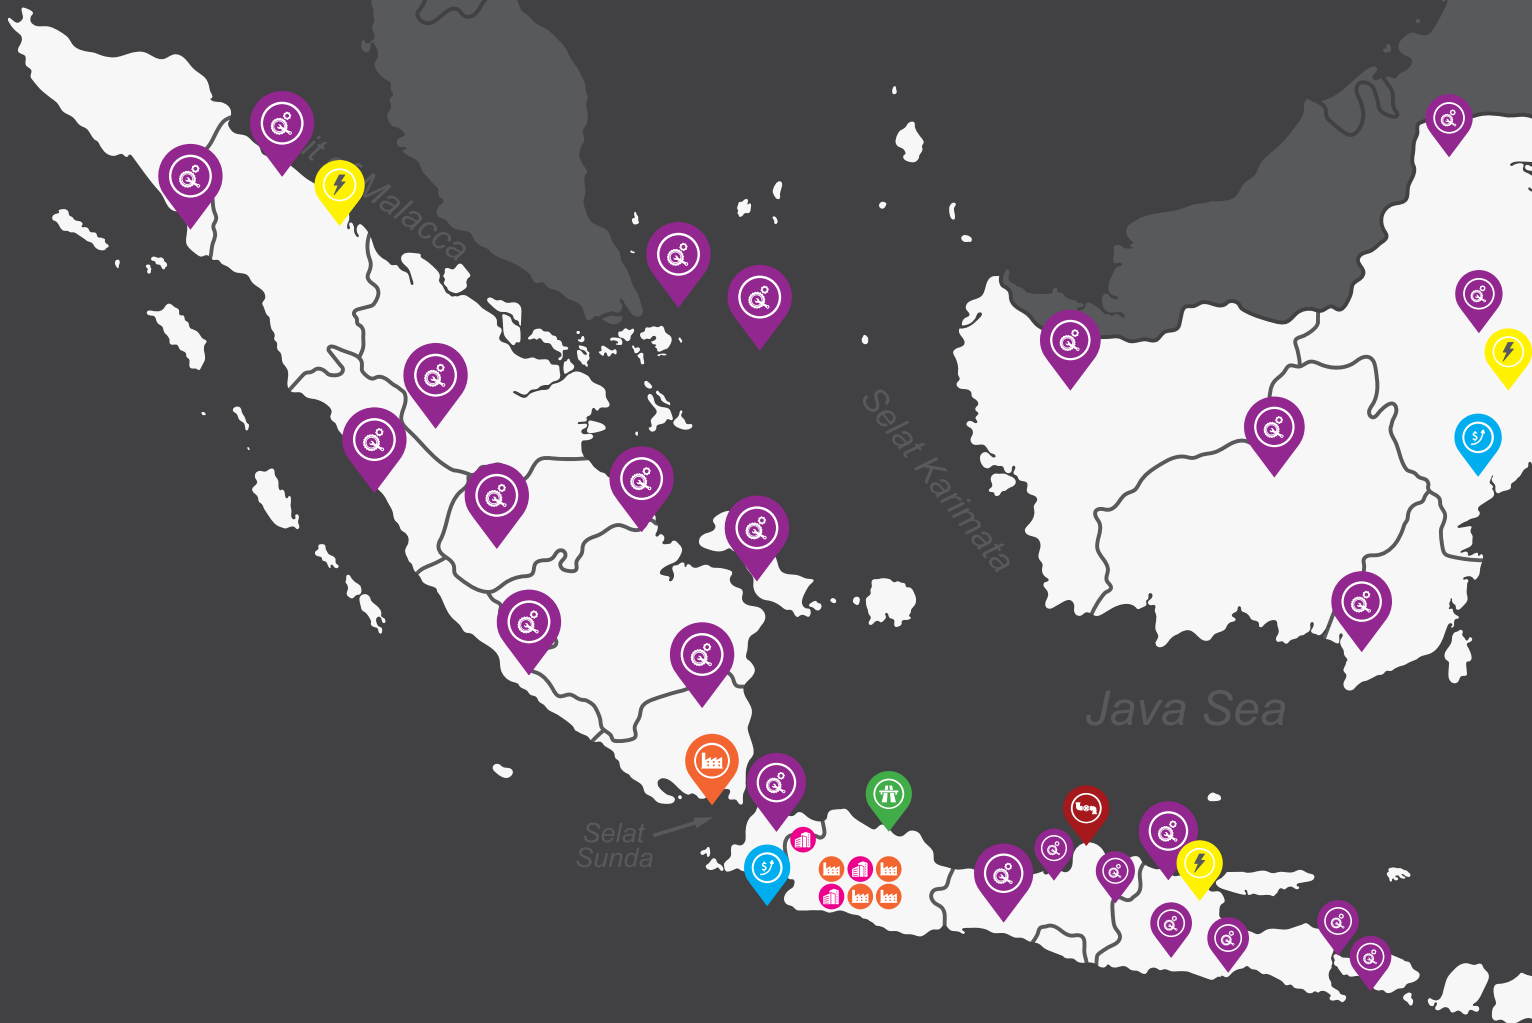 Malacca
Selat Karimata
Java Sea
Selat
Sunda